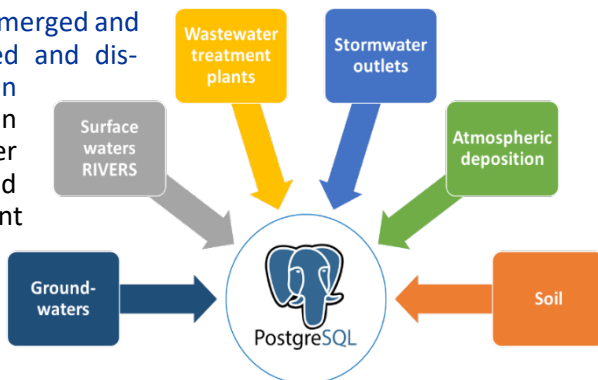 merged and
ed and dis-
n
n
er
d
nt
Wastewater
treatment
plants
Stormwater
outlets
Surface
waters
RIVERS
Atmospheric
deposition
Ground-
waters
PostgreSQL
Soil